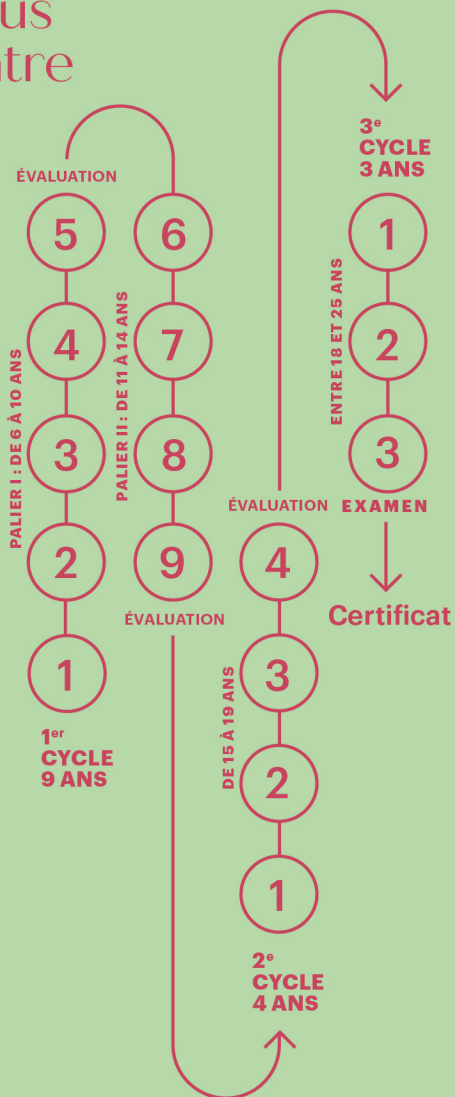 ÉVALUATION
5
4
3
2
1
PALIER I : DE 6 À 10 ANS
1er
CYCLE
9 ANS
6
7
8
9
PALIER II : DE 11 À 14 ANS
ÉVALUATION
ÉVALUATION
4
3
2
1
DE 15 À 19 ANS
2e
CYCLE
4 ANS
3e
CYCLE
3 ANS
1
2
3
ENTRE 18 ET 25 ANS
EXAMEN
Certificat